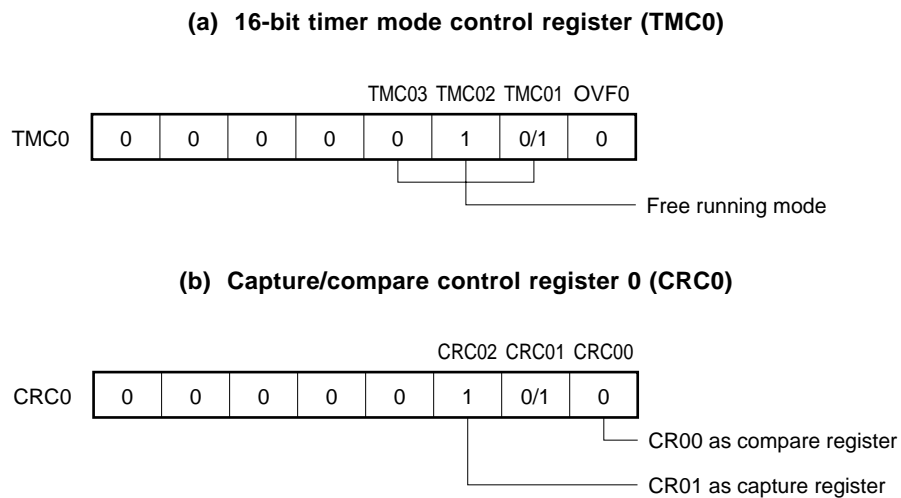 (a) 16-bit timer mode control register (TMC0)
TMC03 TMC02 TMC01 OVF0
TMC0 0 0 0 0 0 1 0/1 0
Free running mode
(b) Capture/compare control register 0 (CRC0)
CRC02 CRC01 CRC00
CRC0 0 0 0 0 0 1 0/1 0
CR00 as compare register
CR01 as capture register